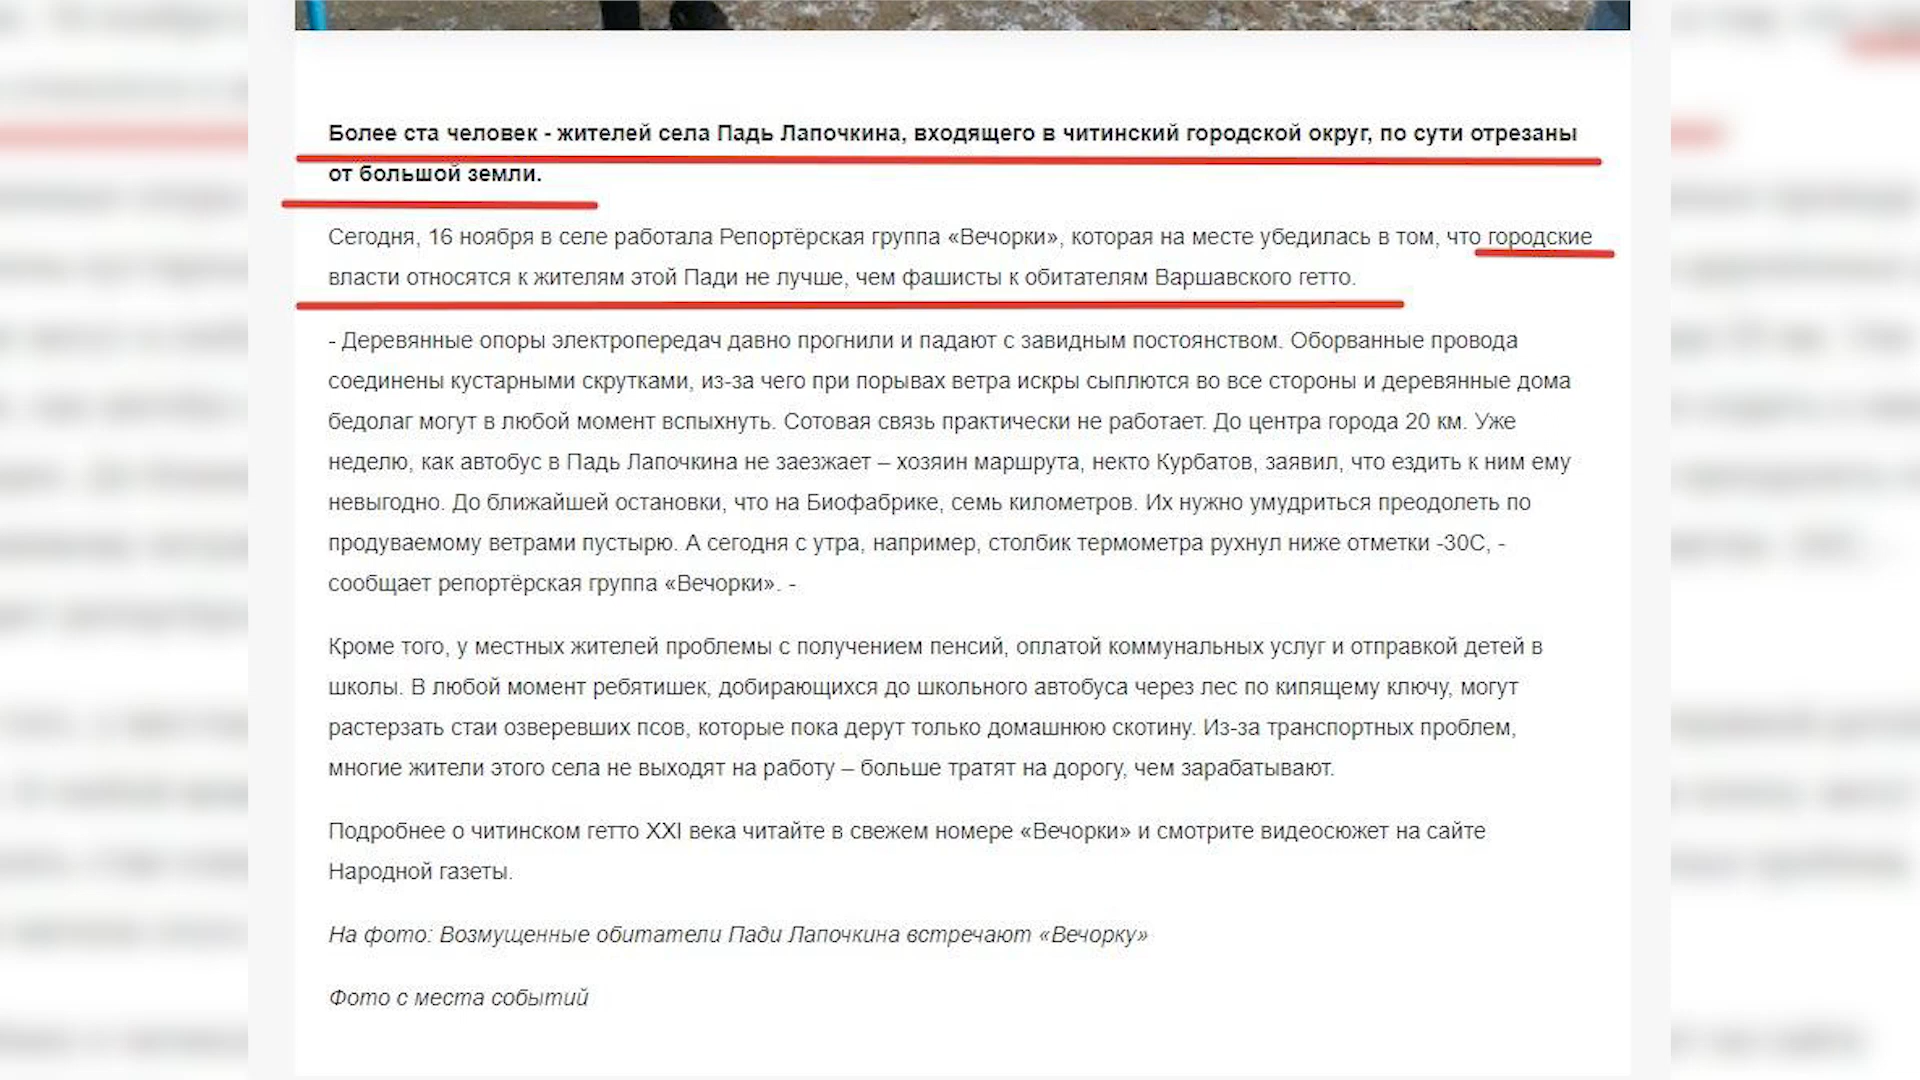 Более ста человек - жителей села Падь Лапочкина, входящего в читинский городской округ, по сути отрезаны
от большой земли.
Сегодня, 16 ноября в селе работала Репортёрская группа «Вечорки», которая на месте убедилась в том, что городские
власти относятся к жителям этой Пади не лучше, чем фашисты к обитателям Варшавского гетто.
- Деревянные опоры электропередач давно прогнили и падают с завидным постоянством. Оборванные провода
соединены кустарными скрутками, из-за чего при порывах ветра искры сыплются во все стороны и деревянные дома
бедолаг могут в любой момент вспыхнуть. Сотовая связь практически не работает. До центра города 20 км. Уже
неделю, как автобус в Падь Лапочкина не заезжает – хозяин маршрута, некто Курбатов, заявил, что ездить к ним ему
невыгодно. До ближайшей остановки, что на Биофабрике, семь километров. Их нужно умудриться преодолеть по
продуваемому ветрами пустырю. А сегодня с утра, например, столбик термометра рухнул ниже отметки -30С, -
сообщает репортёрская группа «Вечорки». -
Кроме того, у местных жителей проблемы с получением пенсий, оплатой коммунальных услуг и отправкой детей в
школы. В любой момент ребятишек, добирающихся до школьного автобуса через лес по кипящему ключу, могут
растерзать стаи озверевших псов, которые пока дерут только домашнюю скотину. Из-за транспортных проблем,
многие жители этого села не выходят на работу – больше тратят на дорогу, чем зарабатывают.
Подробнее о читинском гетто XXI века читайте в свежем номере «Вечорки» и смотрите видеосюжет на сайте
Народной газеты.
На фото: Возмущенные обитатели Пади Лапочкина встречают «Вечорку»
Фото с места событий